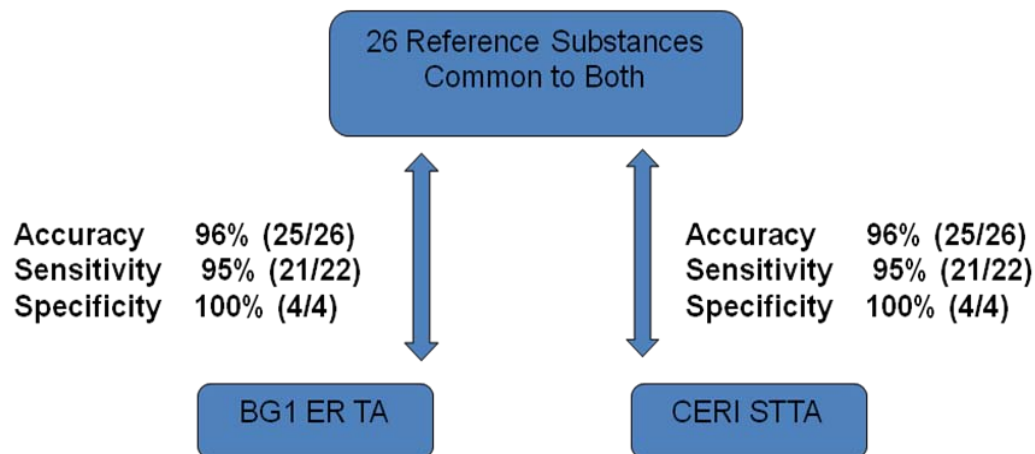 26 Reference Substances
Common to Both
Accuracy 96% (25/26)
Sensitivity 95% (21/22)
Specificity 100% (4/4)
Accuracy 96% (25/26)
Sensitivity 95% (21/22)
Specificity 100% (4/4)
BG1 ER TA
CERI STTA